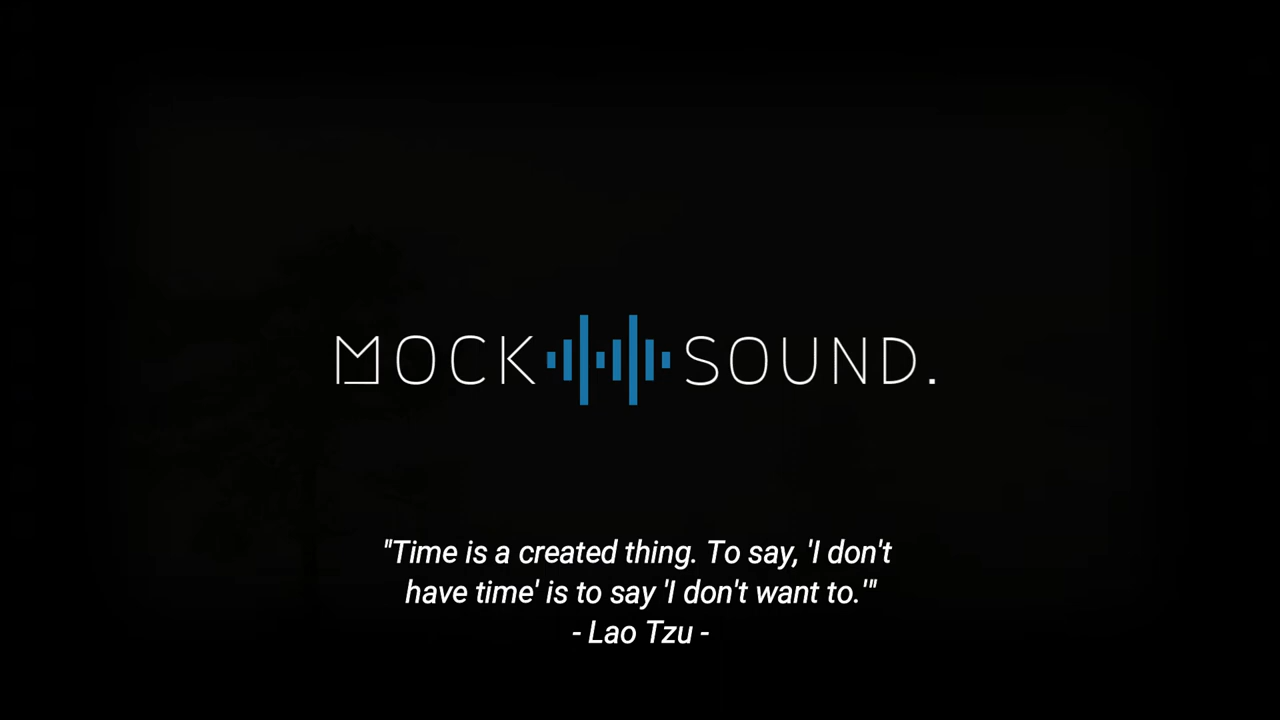 MOCK SOUND.
"Time is a created thing. To say, 'I don't
have time' is to say 'I don't want to.'"
- Lao Tzu -